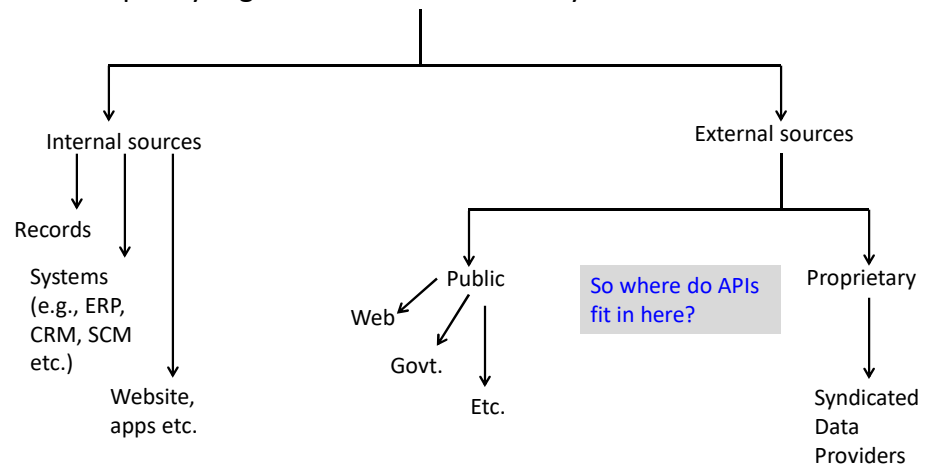 Internal sources
External sources
Records
Systems
(e.g., ERP,
CRM, SCM
etc.)
Website,
apps etc.
Public
Web
Govt.
Etc.
So where do APIs
fit in here?
Proprietary
Syndicated
Data
Providers